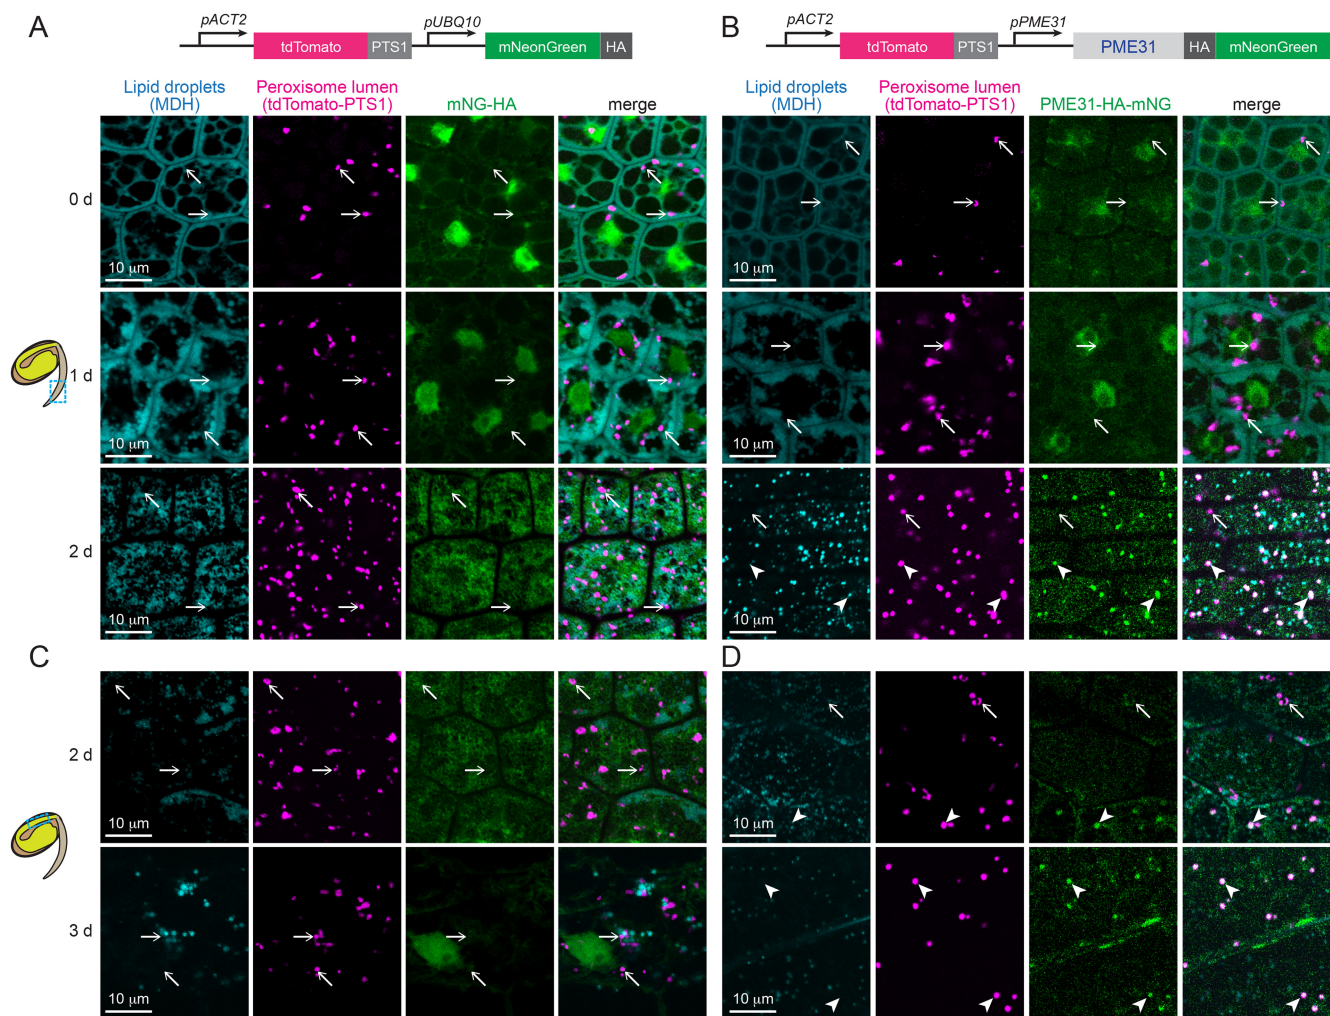 A
pACT2
pUBQ10
tdTomato
PTS1
mNeonGreen
HA
Lipid droplets
(MDH)
Peroxisome lumen
(tdTomato-PTS1)
mNG-HA
merge
0 d
10 μm
1 d
10 μm
2 d
10 μm
B
pACT2
pPME31
tdTomato
PTS1
PME31
HA
mNeonGreen
Lipid droplets
(MDH)
Peroxisome lumen
(tdTomato-PTS1)
PME31-HA-mNG
merge
10 μm
10 μm
10 μm
C
2 d
10 μm
3 d
10 μm
D
10 μm
10 μm